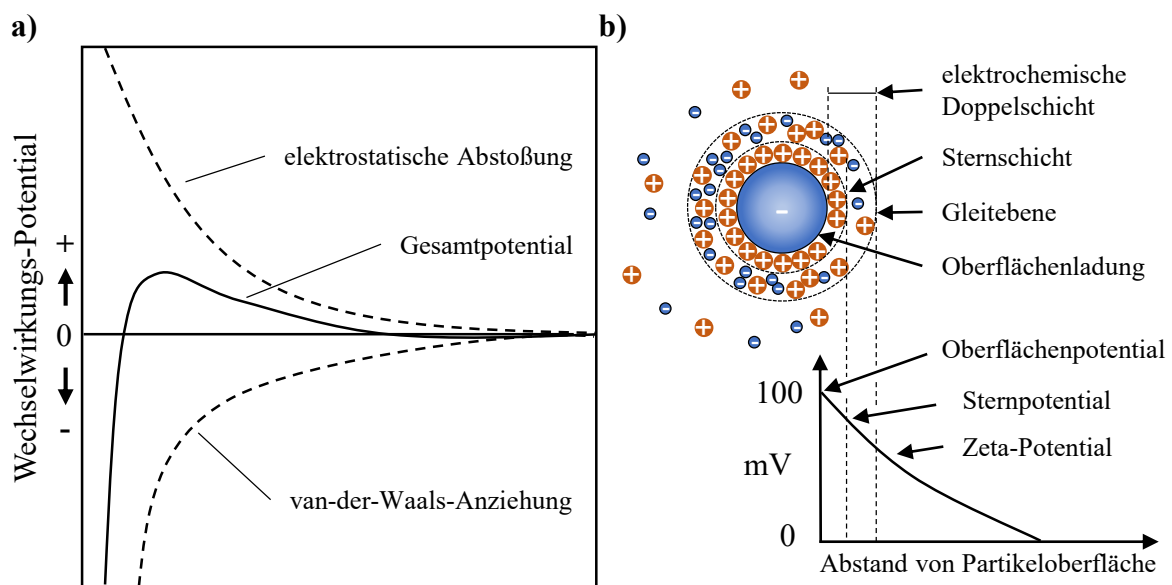 a)
Wechselwirkungs-Potential
+
0
-
elektrostatische Abstoßung
Gesamtpotential
van-der-Waals-Anziehung
b)
elektrochemische
Doppelschicht
Sternschicht
Gleitebene
Oberflächenladung
Oberflächenpotential
Sternpotential
Zeta-Potential
100
mV
0
Abstand von Partikeloberfläche